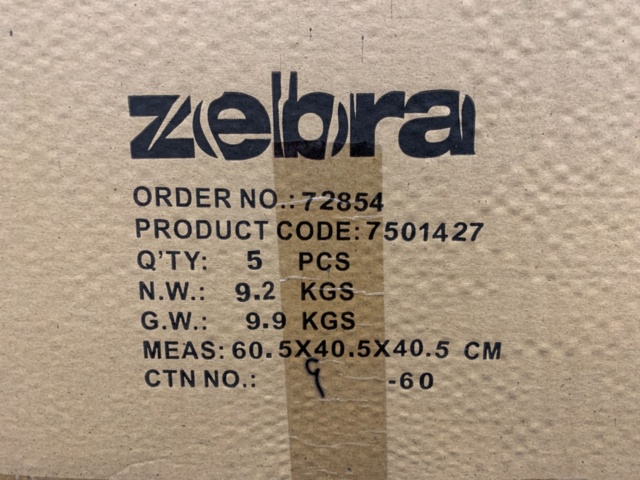 zebra
ORDER NO.: 72854
PRODUCT CODE: 7501427
Q'TY: 5 PCS
N.W.: 9.2 KGS
G.W.: 9.9 KGS
MEAS: 60.5X40.5X40.5 CM
CTN NO.: 9 -60